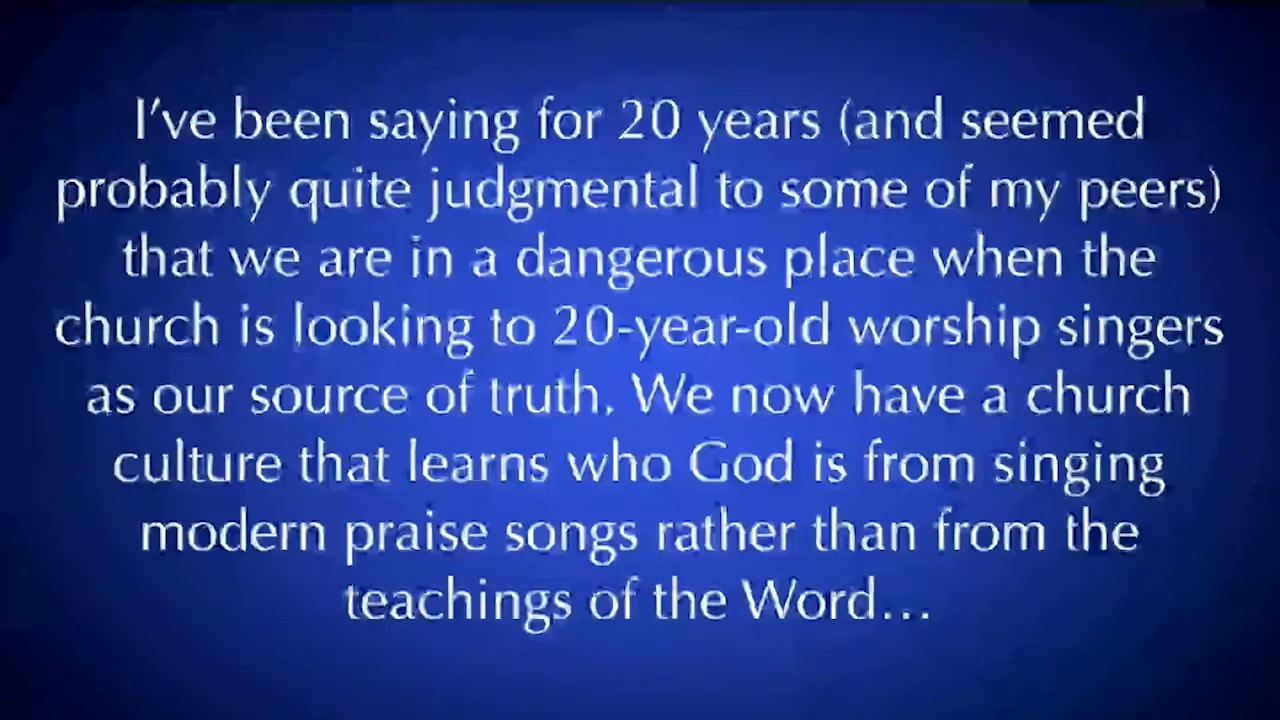 I've been saying for 20 years (and seemed
probably quite judgmental to some of my peers)
that we are in a dangerous place when the
church is looking to 20-year-old worship singers
as our source of truth. We now have a church
culture that learns who God is from singing
modern praise songs rather than from the
teachings of the Word...